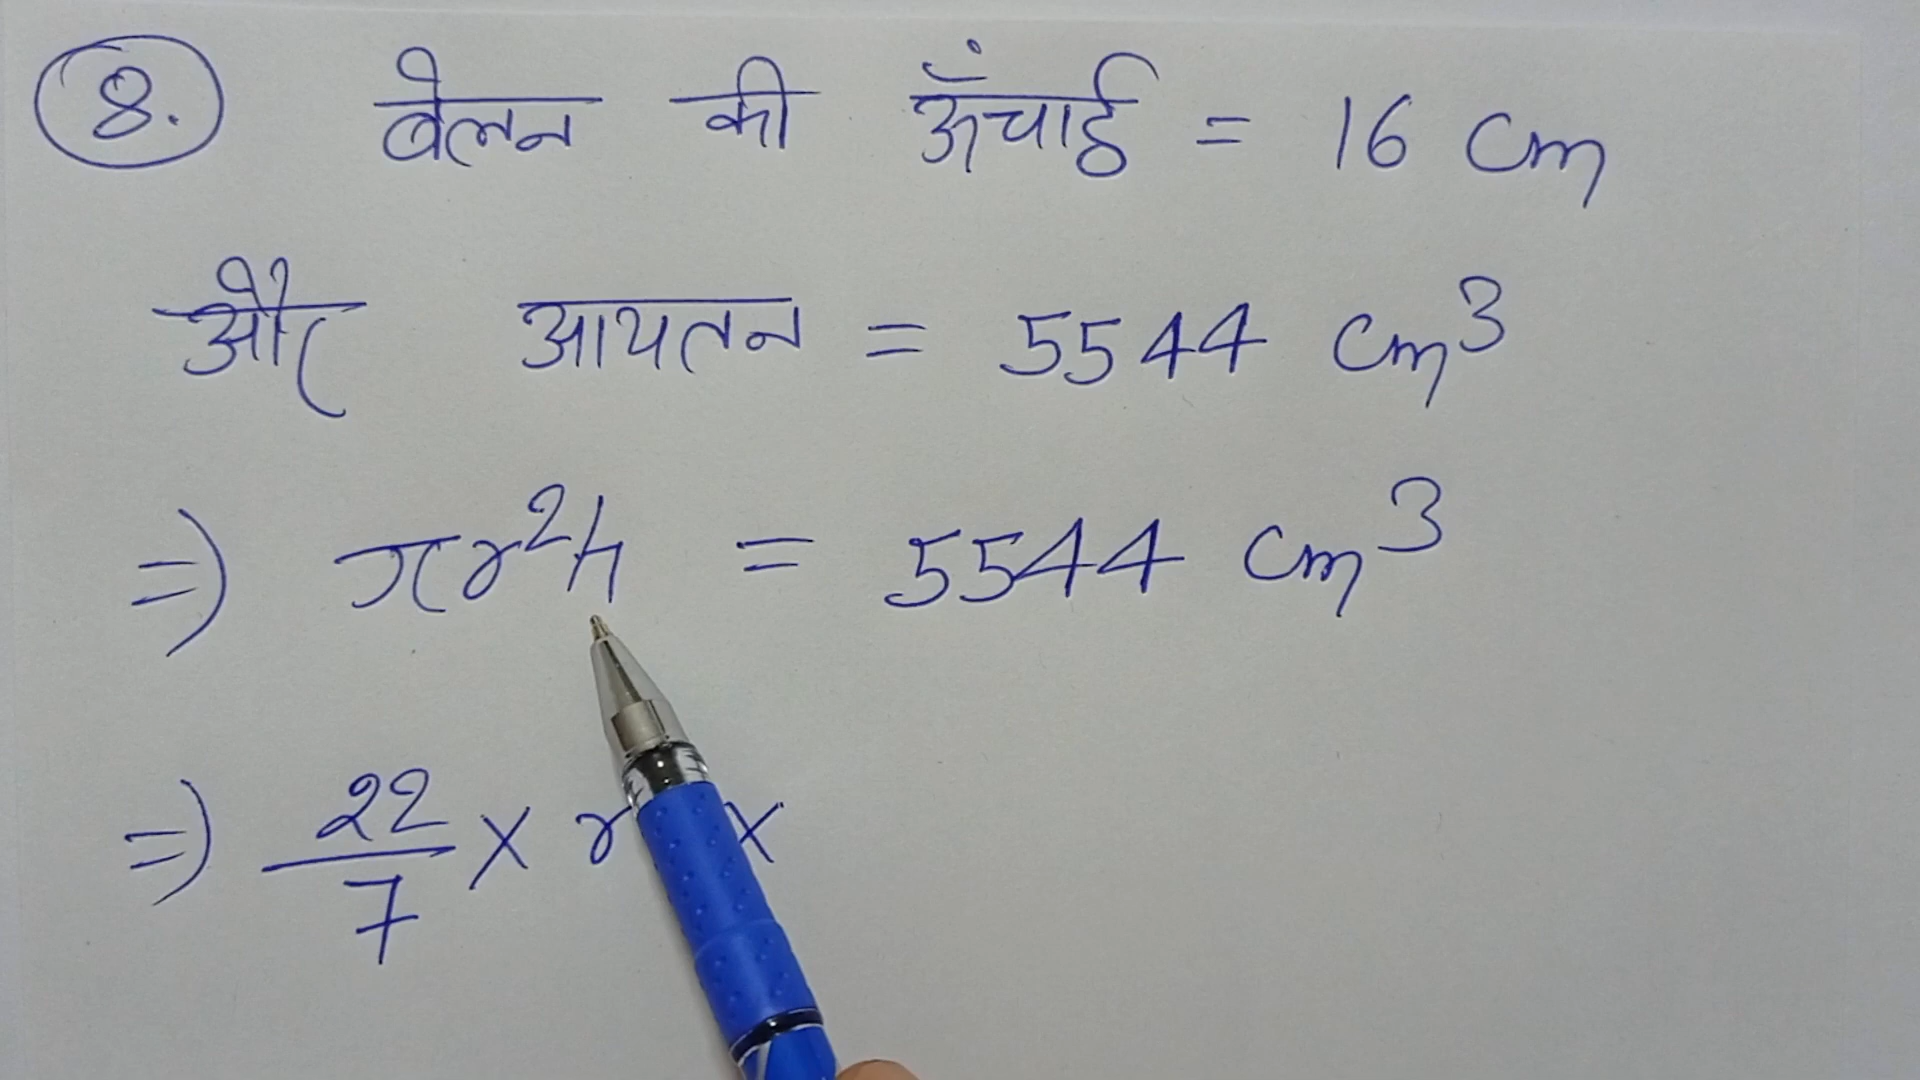 8. बेलन की ऊँचाई = 16 cm
और आयतन = 5544 cm³
⇒ πr²h = 5544 cm³
⇒ 22/7 × r ×